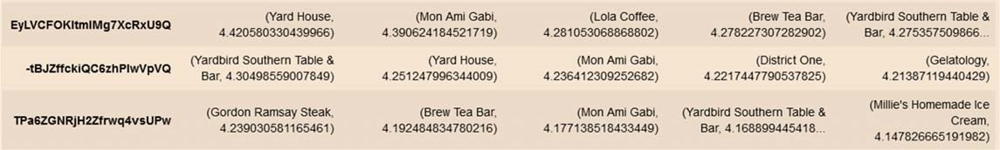 EyLVCFOKltmIMg7XcRxU9Q
(Yard House,
4.420580330439966)
(Mon Ami Gabi,
4.390624184521719)
(Lola Coffee,
4.281053068868802)
(Brew Tea Bar,
4.278227307282902)
(Yardbird Southern Table &
Bar, 4.275357509866...
-tBJZffckiQC6zhPlwVpVQ
(Yardbird Southern Table &
Bar, 4.30498559007849)
(Yard House,
4.251247996344009)
(Mon Ami Gabi,
4.236412309252682)
(District One,
4.2217447790537825)
(Gelatology,
4.21387119440429)
TPa6ZGNRjH2Zfrwq4vsUPw
(Gordon Ramsay Steak,
4.239030581165461)
(Brew Tea Bar,
4.192484834780216)
(Mon Ami Gabi,
4.177138518433449)
(Yardbird Southern Table &
Bar, 4.168899445418...
(Millie's Homemade Ice
Cream,
4.147826665191982)